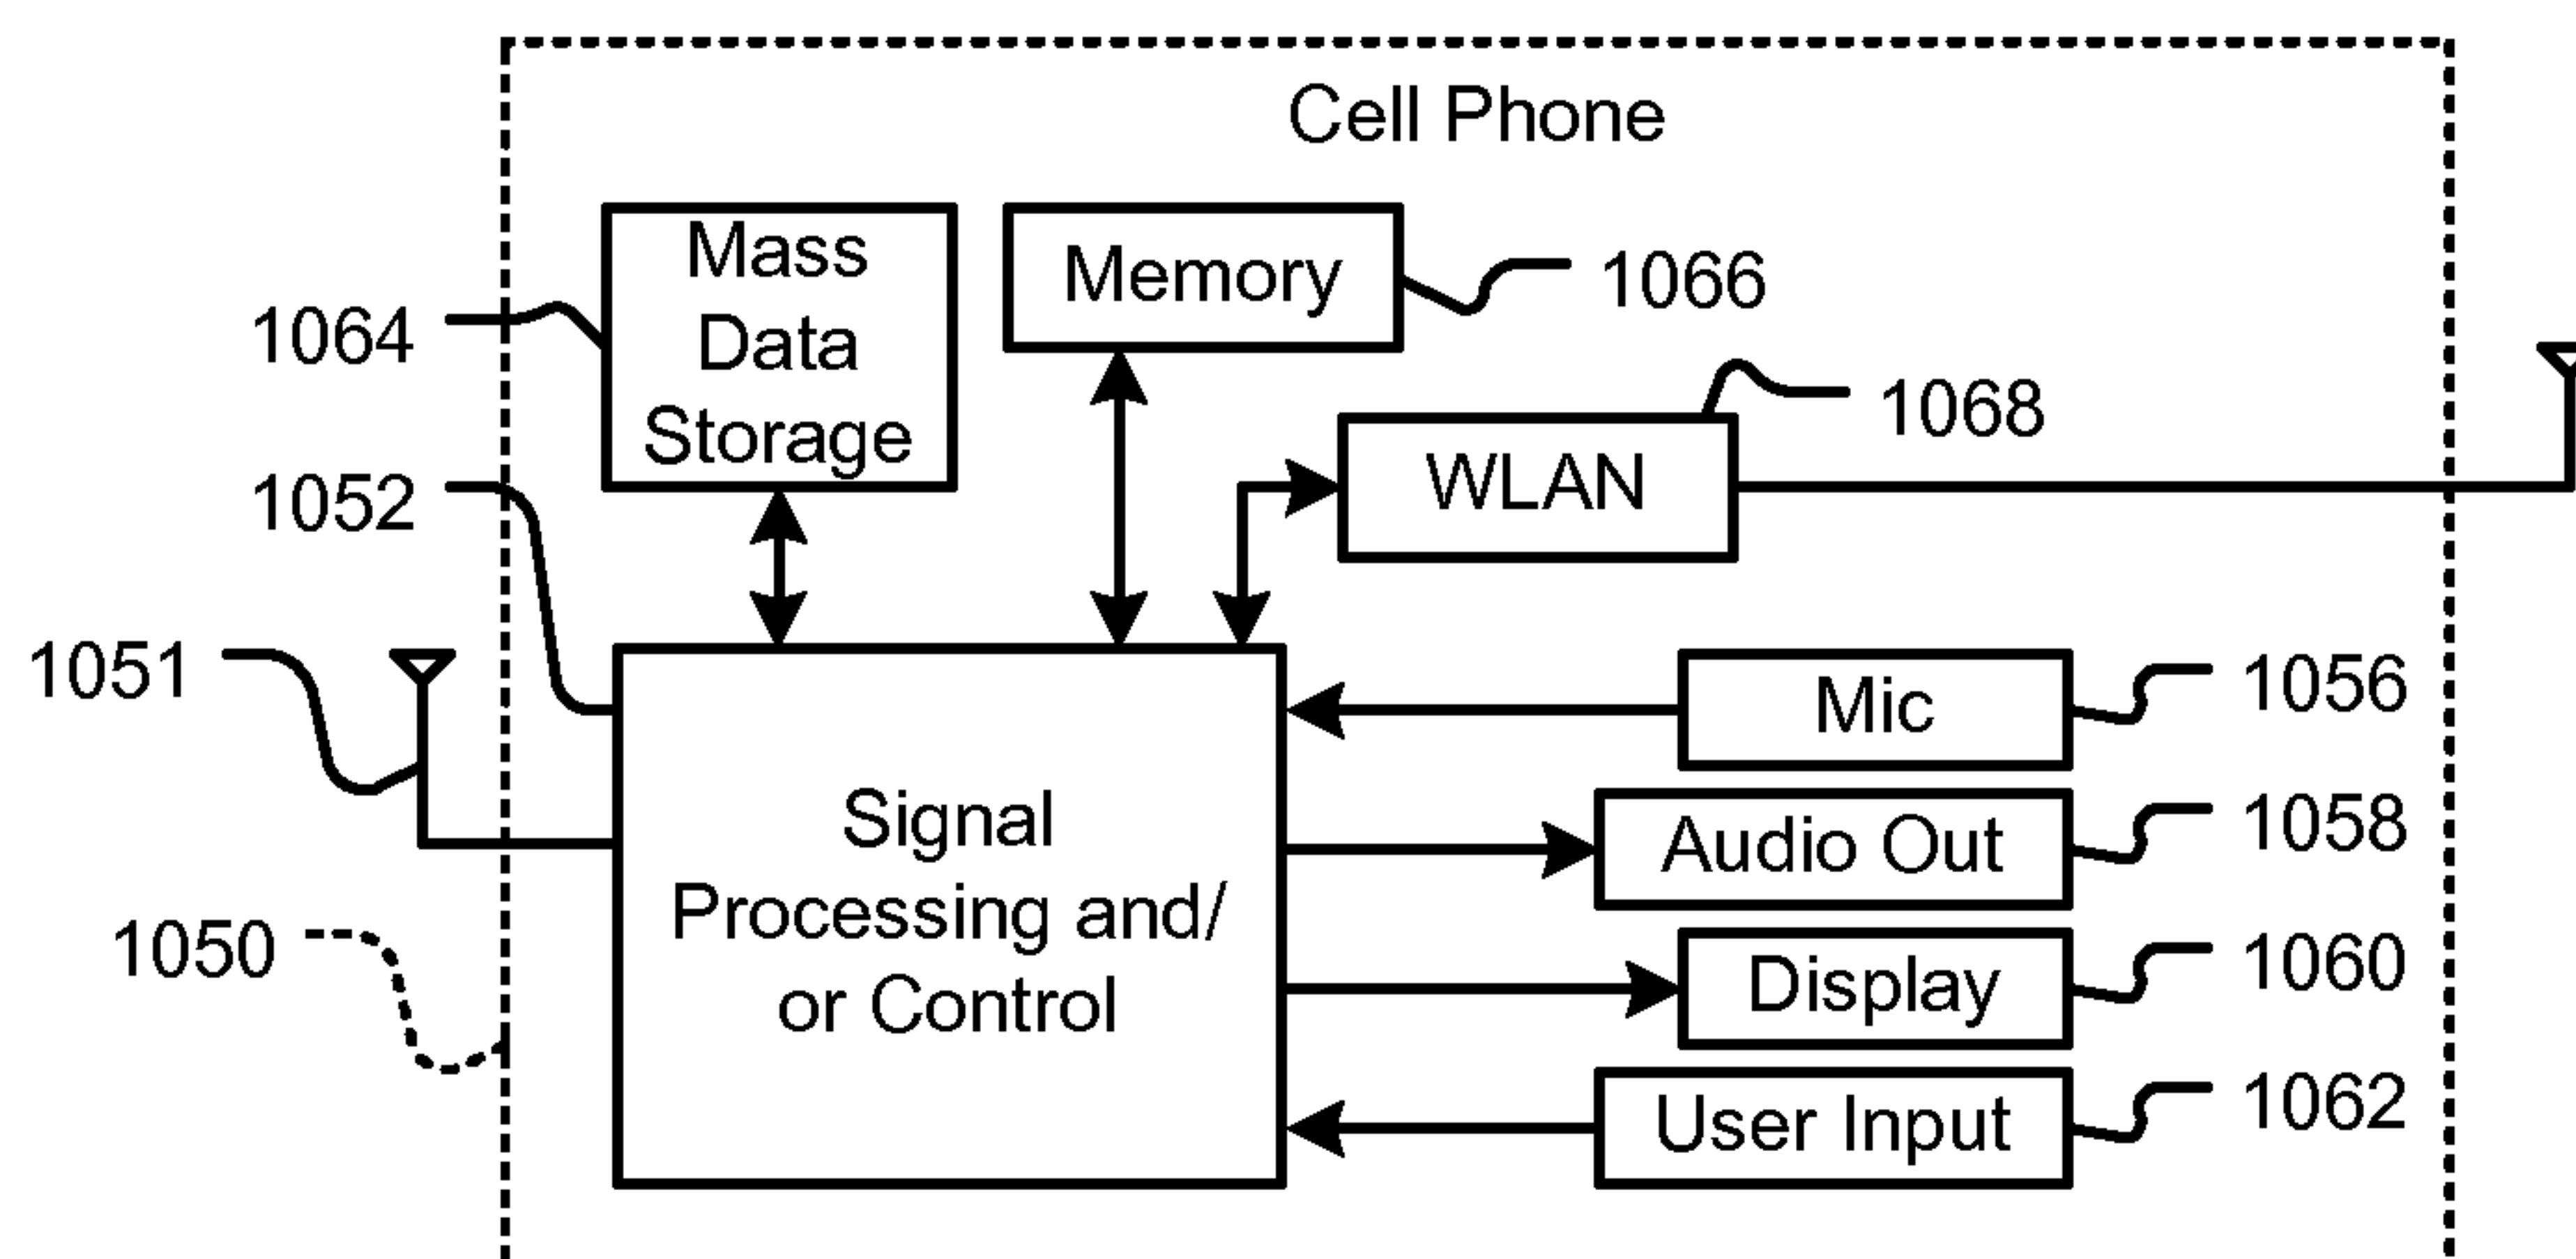 Cell Phone
Mass
Data
Storage
Memory
1066
1064
1068
WLAN
1052
1051
Mic
1056
Signal
Processing and/
or Control
Audio Out
1058
1050
Display
1060
User Input
1062